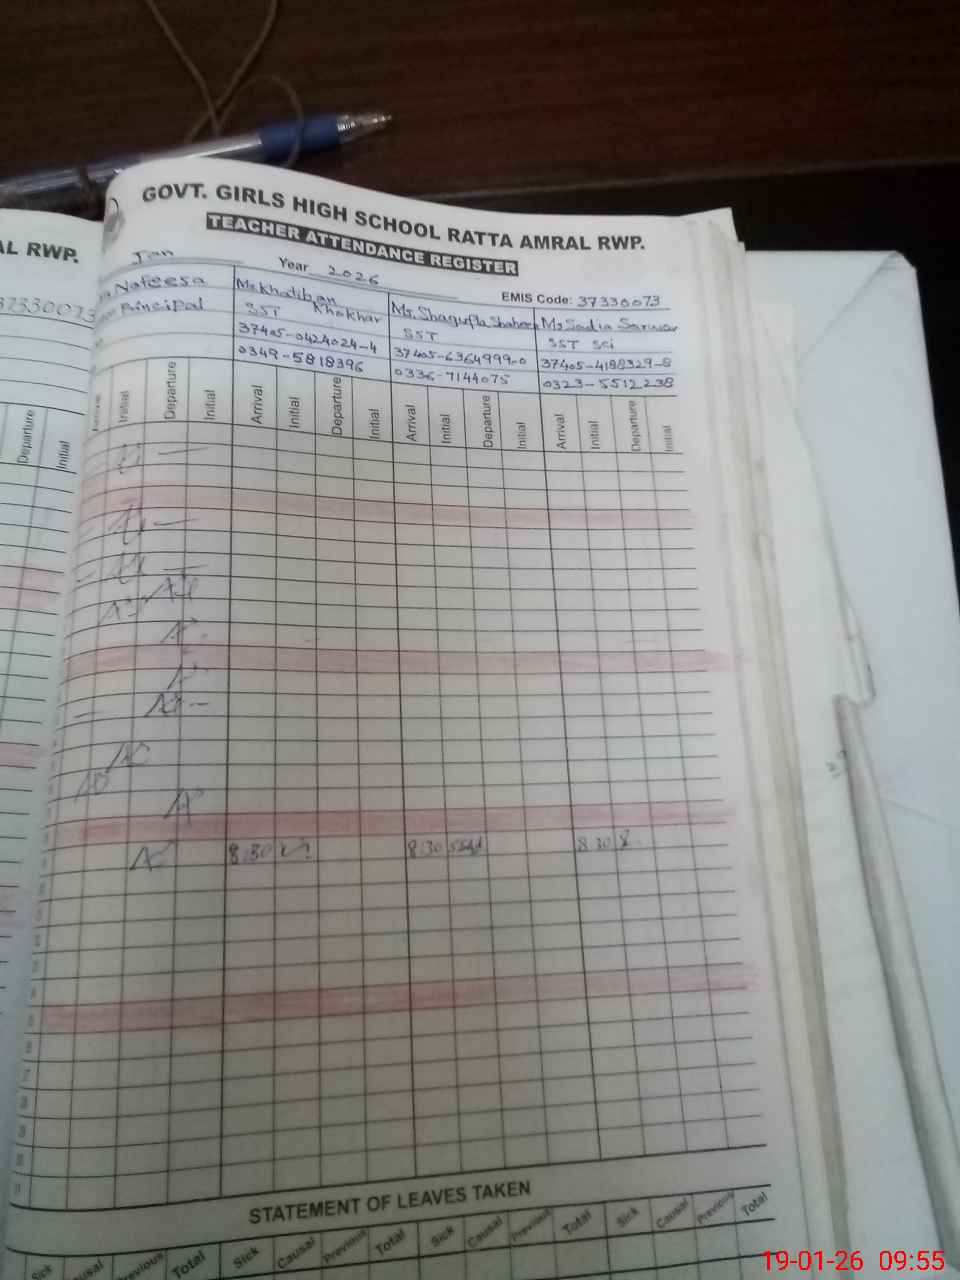 GOVT. GIRLS HIGH SCHOOL RATTA AMRAL RWP.
TEACHER ATTENDANCE REGISTER
AL RWP.
Jan Year 2026
EMIS Code: 37330073
37330073
Nafeesa
Principal
Ms Khatiban Khokhar
SST
37405-0424024-4
0349-5818396
Ms. Shagufta Shaheen
SST
37405-6364999-0
0336-7144075
Ms Sadia Sarwar
SST Sci
37405-4188329-8
0323-5512238
Departure Initial
Initial Departure Initial Arrival Initial Departure Initial Arrival Initial Departure Initial Arrival Initial Departure Initial
8:30 8:30 8:30
STATEMENT OF LEAVES TAKEN
Sick Previous Total Sick Causal Previous Total Sick Causal Previous Total Sick Causal Previous Total
19-01-26 09:55